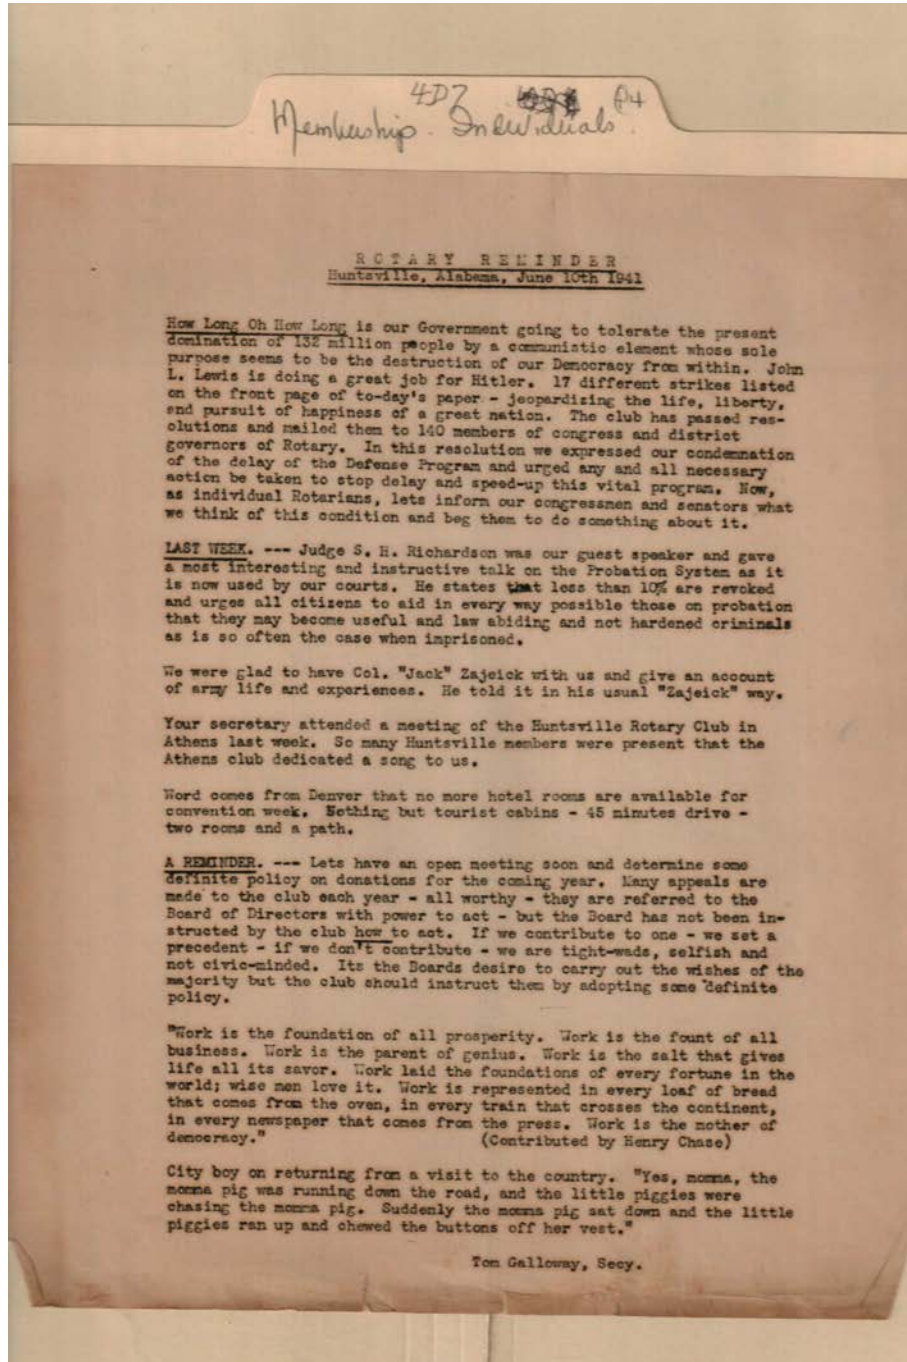 4D7 P4
Membership. Individuals.
ROTARY REMINDER
Huntsville, Alabama, June 10th 1941
How Long Oh How Long is our Government going to tolerate the present
domination of 132 million people by a communistic element whose sole
purpose seems to be the destruction of our Democracy from within. John
L. Lewis is doing a great job for Hitler. 17 different strikes listed
on the front page of to-day's paper - jeopardizing the life, liberty,
and pursuit of happiness of a great nation. The club has passed res-
olutions and mailed them to 140 members of congress and district
governors of Rotary. In this resolution we expressed our condemnation
of the delay of the Defense Program and urged any and all necessary
action be taken to stop delay and speed-up this vital program. Now,
as individual Rotarians, lets inform our congressmen and senators what
we think of this condition and beg them to do something about it.
LAST WEEK. --- Judge S. H. Richardson was our guest speaker and gave
a most interesting and instructive talk on the Probation System as it
is now used by our courts. He states that less than 10% are revoked
and urges all citizens to aid in every way possible those on probation
that they may become useful and law abiding and not hardened criminals
as is so often the case when imprisoned.
We were glad to have Col. "Jack" Zajeick with us and give an account
of army life and experiences. He told it in his usual "Zajeick" way.
Your secretary attended a meeting of the Huntsville Rotary Club in
Athens last week. So many Huntsville members were present that the
Athens club dedicated a song to us.
Word comes from Denver that no more hotel rooms are available for
convention week. Nothing but tourist cabins - 45 minutes drive -
two rooms and a path.
A REMINDER. --- Lets have an open meeting soon and determine some
definite policy on donations for the coming year. Many appeals are
made to the club each year - all worthy - they are referred to the
Board of Directors with power to act - but the Board has not been in-
structed by the club how to act. If we contribute to one - we set a
precedent - if we don't contribute - we are tight-wads, selfish and
not civic-minded. Its the Boards desire to carry out the wishes of the
majority but the club should instruct them by adopting some definite
policy.
"Work is the foundation of all prosperity. Work is the fount of all
business. Work is the parent of genius. Work is the salt that gives
life all its savor. Work laid the foundations of every fortune in the
world; wise men love it. Work is represented in every loaf of bread
that comes from the oven, in every train that crosses the continent,
in every newspaper that comes from the press. Work is the mother of
democracy." (Contributed by Henry Chase)
City boy on returning from a visit to the country. "Yes, momma, the
momma pig was running down the road, and the little piggies were
chasing the momma pig. Suddenly the momma pig sat down and the little
piggies ran up and chewed the buttons off her vest."
Tom Galloway, Secy.